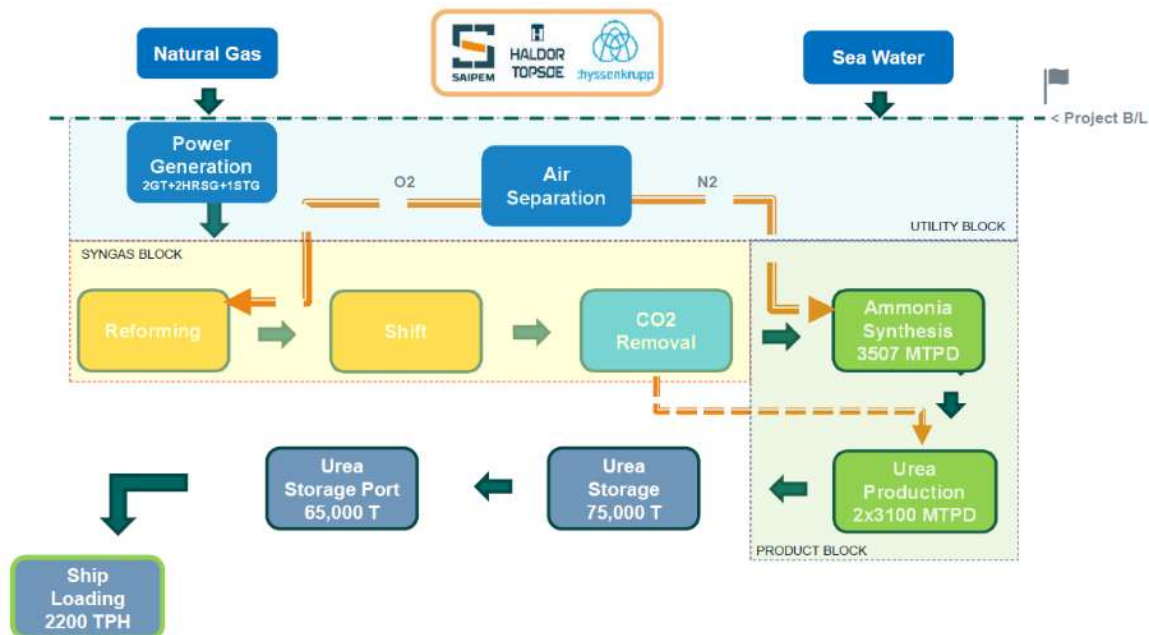 Natural Gas
SAIPEM
HALDOR
TOPSOE
thyssenkrupp
Sea Water
< Project B/L
Power
Generation
2GT+2HRSG+1STG
O2
Air
Separation
N2
UTILITY BLOCK
SYNGAS BLOCK
Reforming
Shift
CO2
Removal
Ammonia
Synthesis
3507 MTPD
Urea
Storage Port
65,000 T
Urea
Storage
75,000 T
Urea
Production
2x3100 MTPD
PRODUCT BLOCK
Ship
Loading
2200 TPH